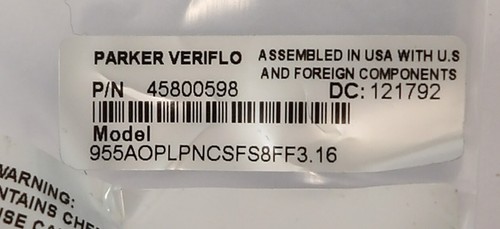 PARKER VERIFLO
ASSEMBLED IN USA WITH U.S
AND FOREIGN COMPONENTS
P/N 45800598
DC: 121792
Model
955AOPLPNCSFS8FF3.16
WARNING: